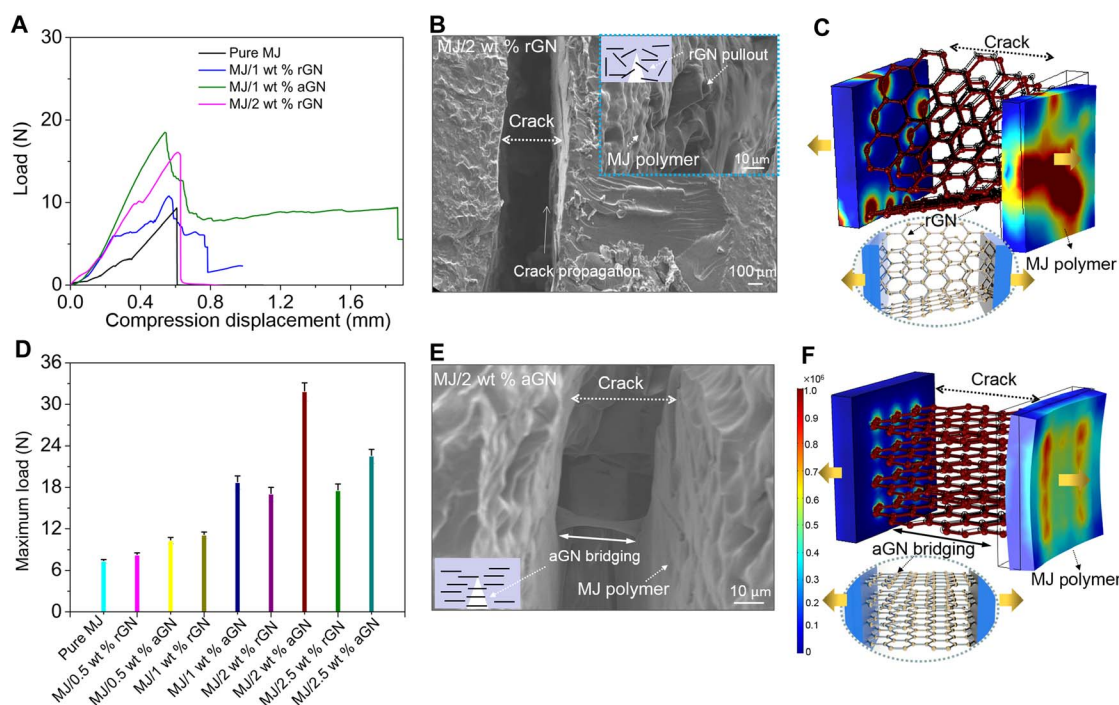 A
30
20
10
0
Load (N)
0.0
0.4
0.8
1.2
1.6
Compression displacement (mm)
Pure MJ
MJ/1 wt % rGN
MJ/1 wt % aGN
MJ/2 wt % rGN
B
MJ/2 wt % rGN
rGN pullout
Crack
MJ polymer
10 μm
Crack propagation
100 μm
C
Crack
rGN
MJ polymer
D
36
30
24
18
12
6
0
Maximum load (N)
Pure MJ
MJ/0.5 wt % rGN
MJ/0.5 wt % aGN
MJ/1 wt % rGN
MJ/1 wt % aGN
MJ/2 wt % rGN
MJ/2 wt % aGN
MJ/2.5 wt % rGN
MJ/2.5 wt % aGN
E
MJ/2 wt % aGN
Crack
aGN bridging
MJ polymer
10 μm
F
×10⁶
1.0
0.9
0.8
0.7
0.6
0.5
0.4
0.3
0.2
0.1
0
Crack
aGN bridging
MJ polymer